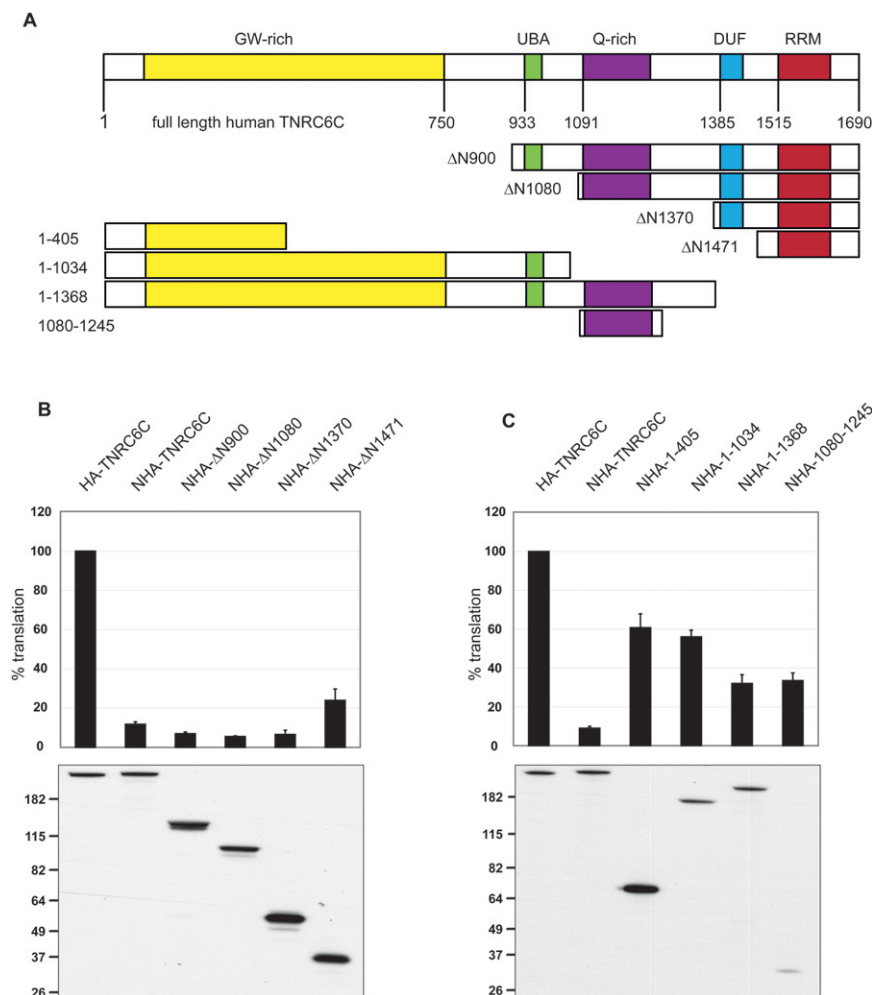 A
GW-rich UBA Q-rich DUF RRM
1 full length human TNRC6C 750 933 1091 1385 1515 1690
ΔN900
ΔN1080
ΔN1370
ΔN1471
1-405
1-1034
1-1368
1080-1245
B
HA-TNRC6C NHA-TNRC6C NHA-ΔN900 NHA-ΔN1080 NHA-ΔN1370 NHA-ΔN1471
% translation
120
100
80
60
40
20
0
182
115
82
64
49
37
26
C
HA-TNRC6C NHA-TNRC6C NHA-1-405 NHA-1-1034 NHA-1-1368 NHA-1080-1245
% translation
120
100
80
60
40
20
0
182
115
82
64
49
37
26